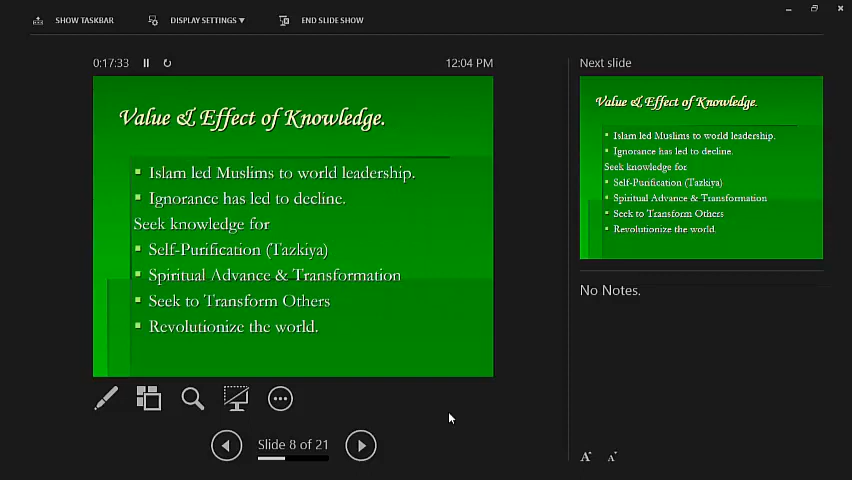 SHOW TASKBAR
DISPLAY SETTINGS ▼
END SLIDE SHOW
0:17:33
12:04 PM
Value & Effect of Knowledge.
▪ Islam led Muslims to world leadership.
▪ Ignorance has led to decline.
Seek knowledge for
▪ Self-Purification (Tazkiya)
▪ Spiritual Advance & Transformation
▪ Seek to Transform Others
▪ Revolutionize the world.
Slide 8 of 21
Next slide
Value & Effect of Knowledge.
▪ Islam led Muslims to world leadership.
▪ Ignorance has led to decline.
Seek knowledge for
▪ Self-Purification (Tazkiya)
▪ Spiritual Advance & Transformation
▪ Seek to Transform Others
▪ Revolutionize the world.
No Notes.
A A